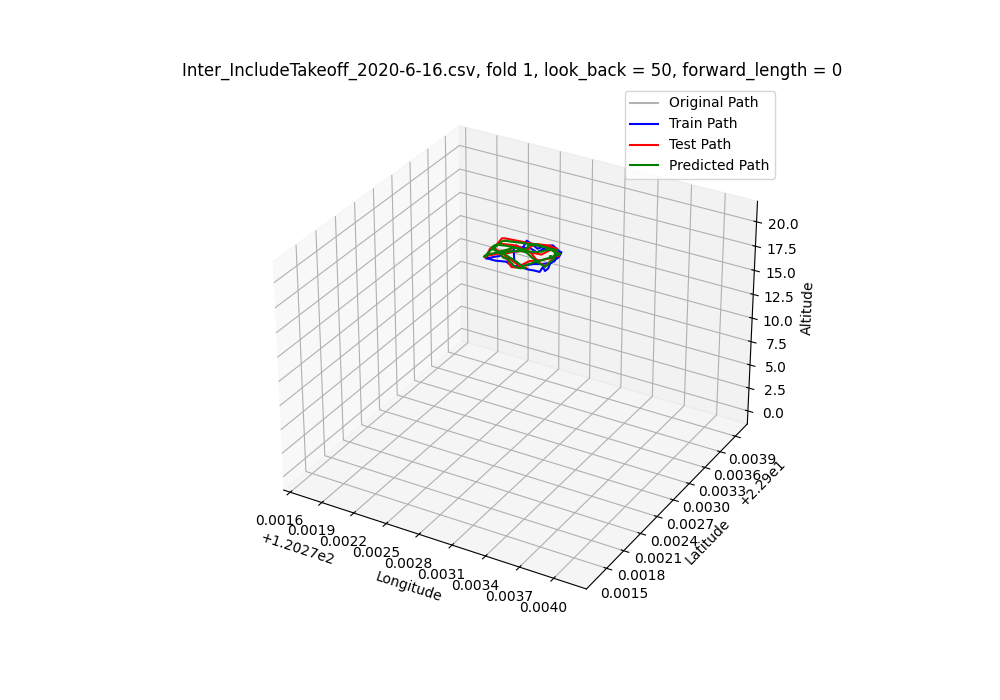 Inter_IncludeTakeoff_2020-6-16.csv, fold 1, look_back = 50, forward_length = 0
Original Path
Train Path
Test Path
Predicted Path
20.0
17.5
15.0
12.5
10.0
7.5
5.0
2.5
0.0
Altitude
0.0039
0.0036
0.0033
0.0030
0.0027
0.0024
0.0021
0.0018
0.0015
+2.29e1
Latitude
0.0016
0.0019
0.0022
0.0025
0.0028
0.0031
0.0034
0.0037
0.0040
+1.2027e2
Longitude